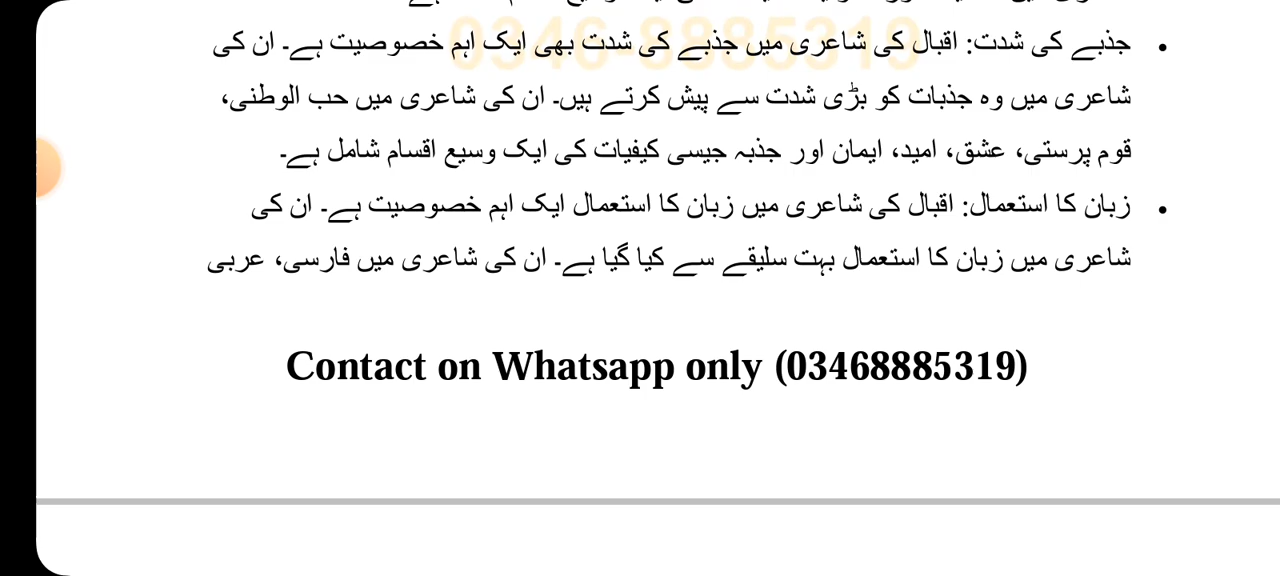 0346-8885319
جذبے کی شدت: اقبال کی شاعری میں جذبے کی شدت بھی ایک اہم خصوصیت ہے۔ ان کی
شاعری میں وہ جذبات کو بڑی شدت سے پیش کرتے ہیں۔ ان کی شاعری میں حب الوطنی،
قوم پرستی، عشق، امید، ایمان اور جذبہ جیسی کیفیات کی ایک وسیع اقسام شامل ہے۔
زبان کا استعمال: اقبال کی شاعری میں زبان کا استعمال ایک اہم خصوصیت ہے۔ ان کی
شاعری میں زبان کا استعمال بہت سلیقے سے کیا گیا ہے۔ ان کی شاعری میں فارسی، عربی
Contact on Whatsapp only (03468885319)